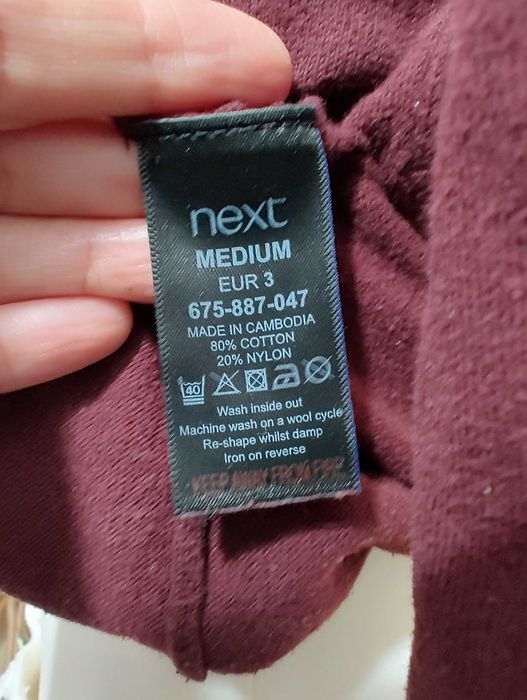 next
MEDIUM
EUR 3
675-887-047
MADE IN CAMBODIA
80% COTTON
20% NYLON
40
Wash inside out
Machine wash on a wool cycle
Re-shape whilst damp
Iron on reverse
KEEP AWAY FROM FIRE